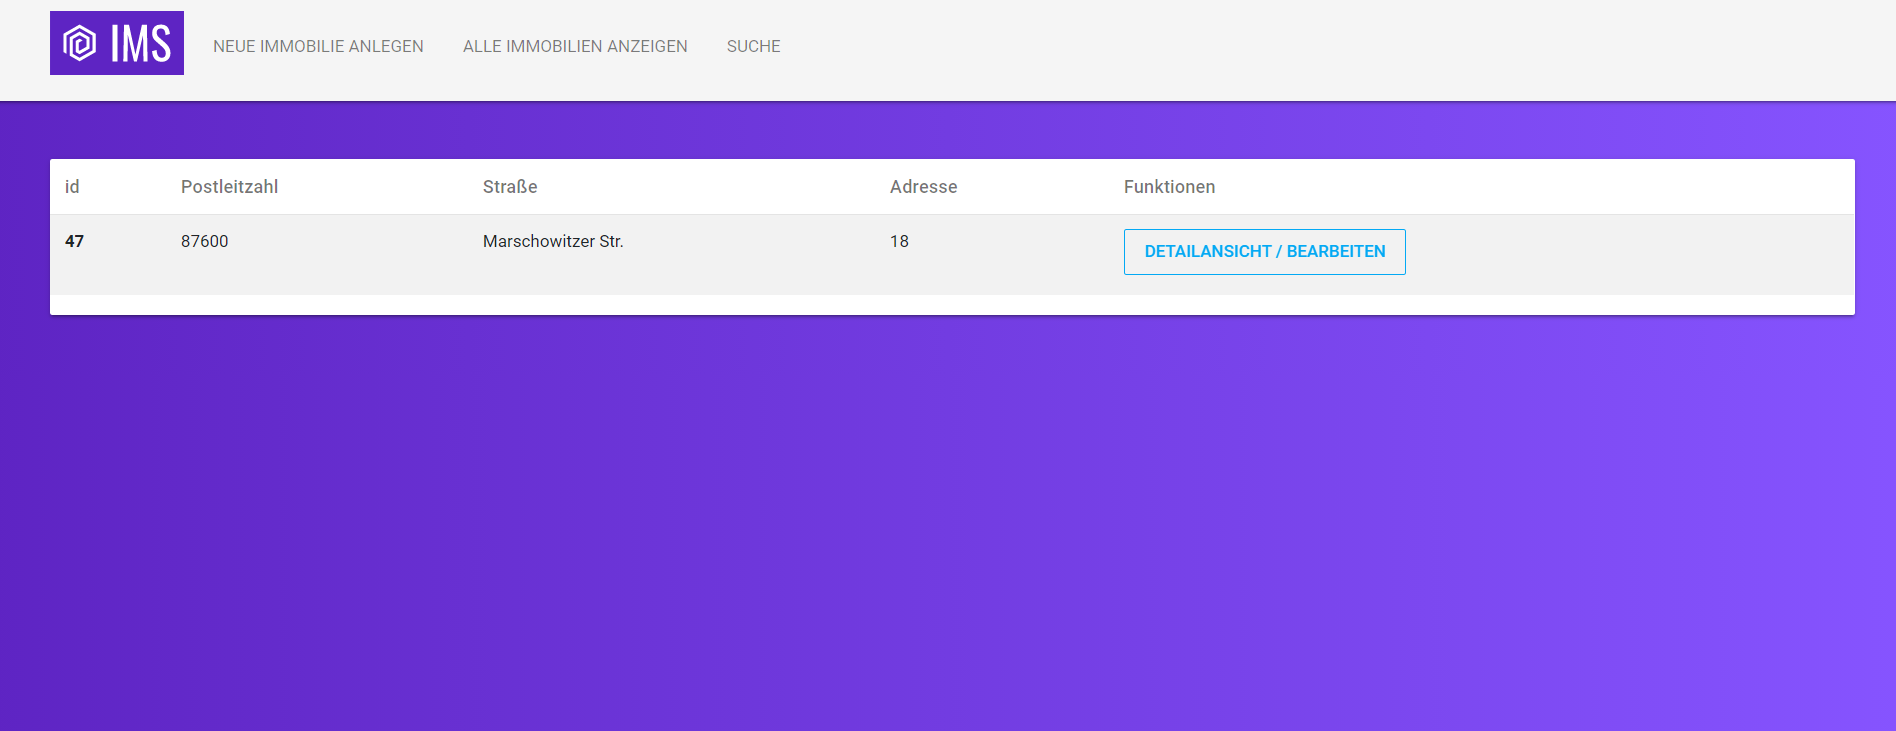 IMS NEUE IMMOBILIE ANLEGEN ALLE IMMOBILIEN ANZEIGEN SUCHE
id Postleitzahl Straße Adresse Funktionen
47 87600 Marschowitzer Str. 18 DETAILANSICHT / BEARBEITEN